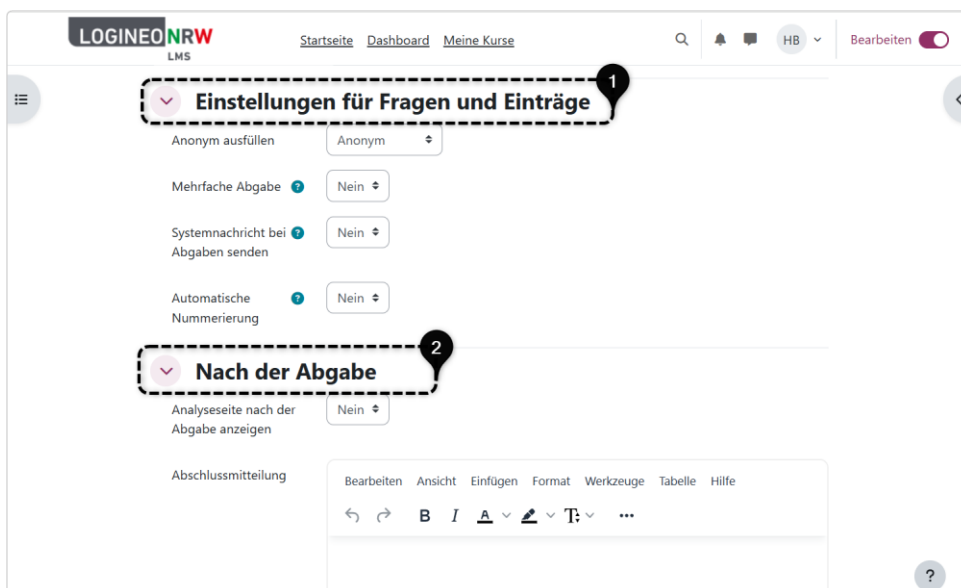 LOGINEO NRW
LMS
Startseite Dashboard Meine Kurse
HB
Bearbeiten
1
Einstellungen für Fragen und Einträge
Anonym ausfüllen
Anonym
Mehrfache Abgabe ?
Nein
Systemnachricht bei ?
Abgaben senden
Nein
Automatische ?
Nummerierung
Nein
2
Nach der Abgabe
Analyseseite nach der
Abgabe anzeigen
Nein
Abschlussmitteilung
Bearbeiten Ansicht Einfügen Format Werkzeuge Tabelle Hilfe
B I A T
?